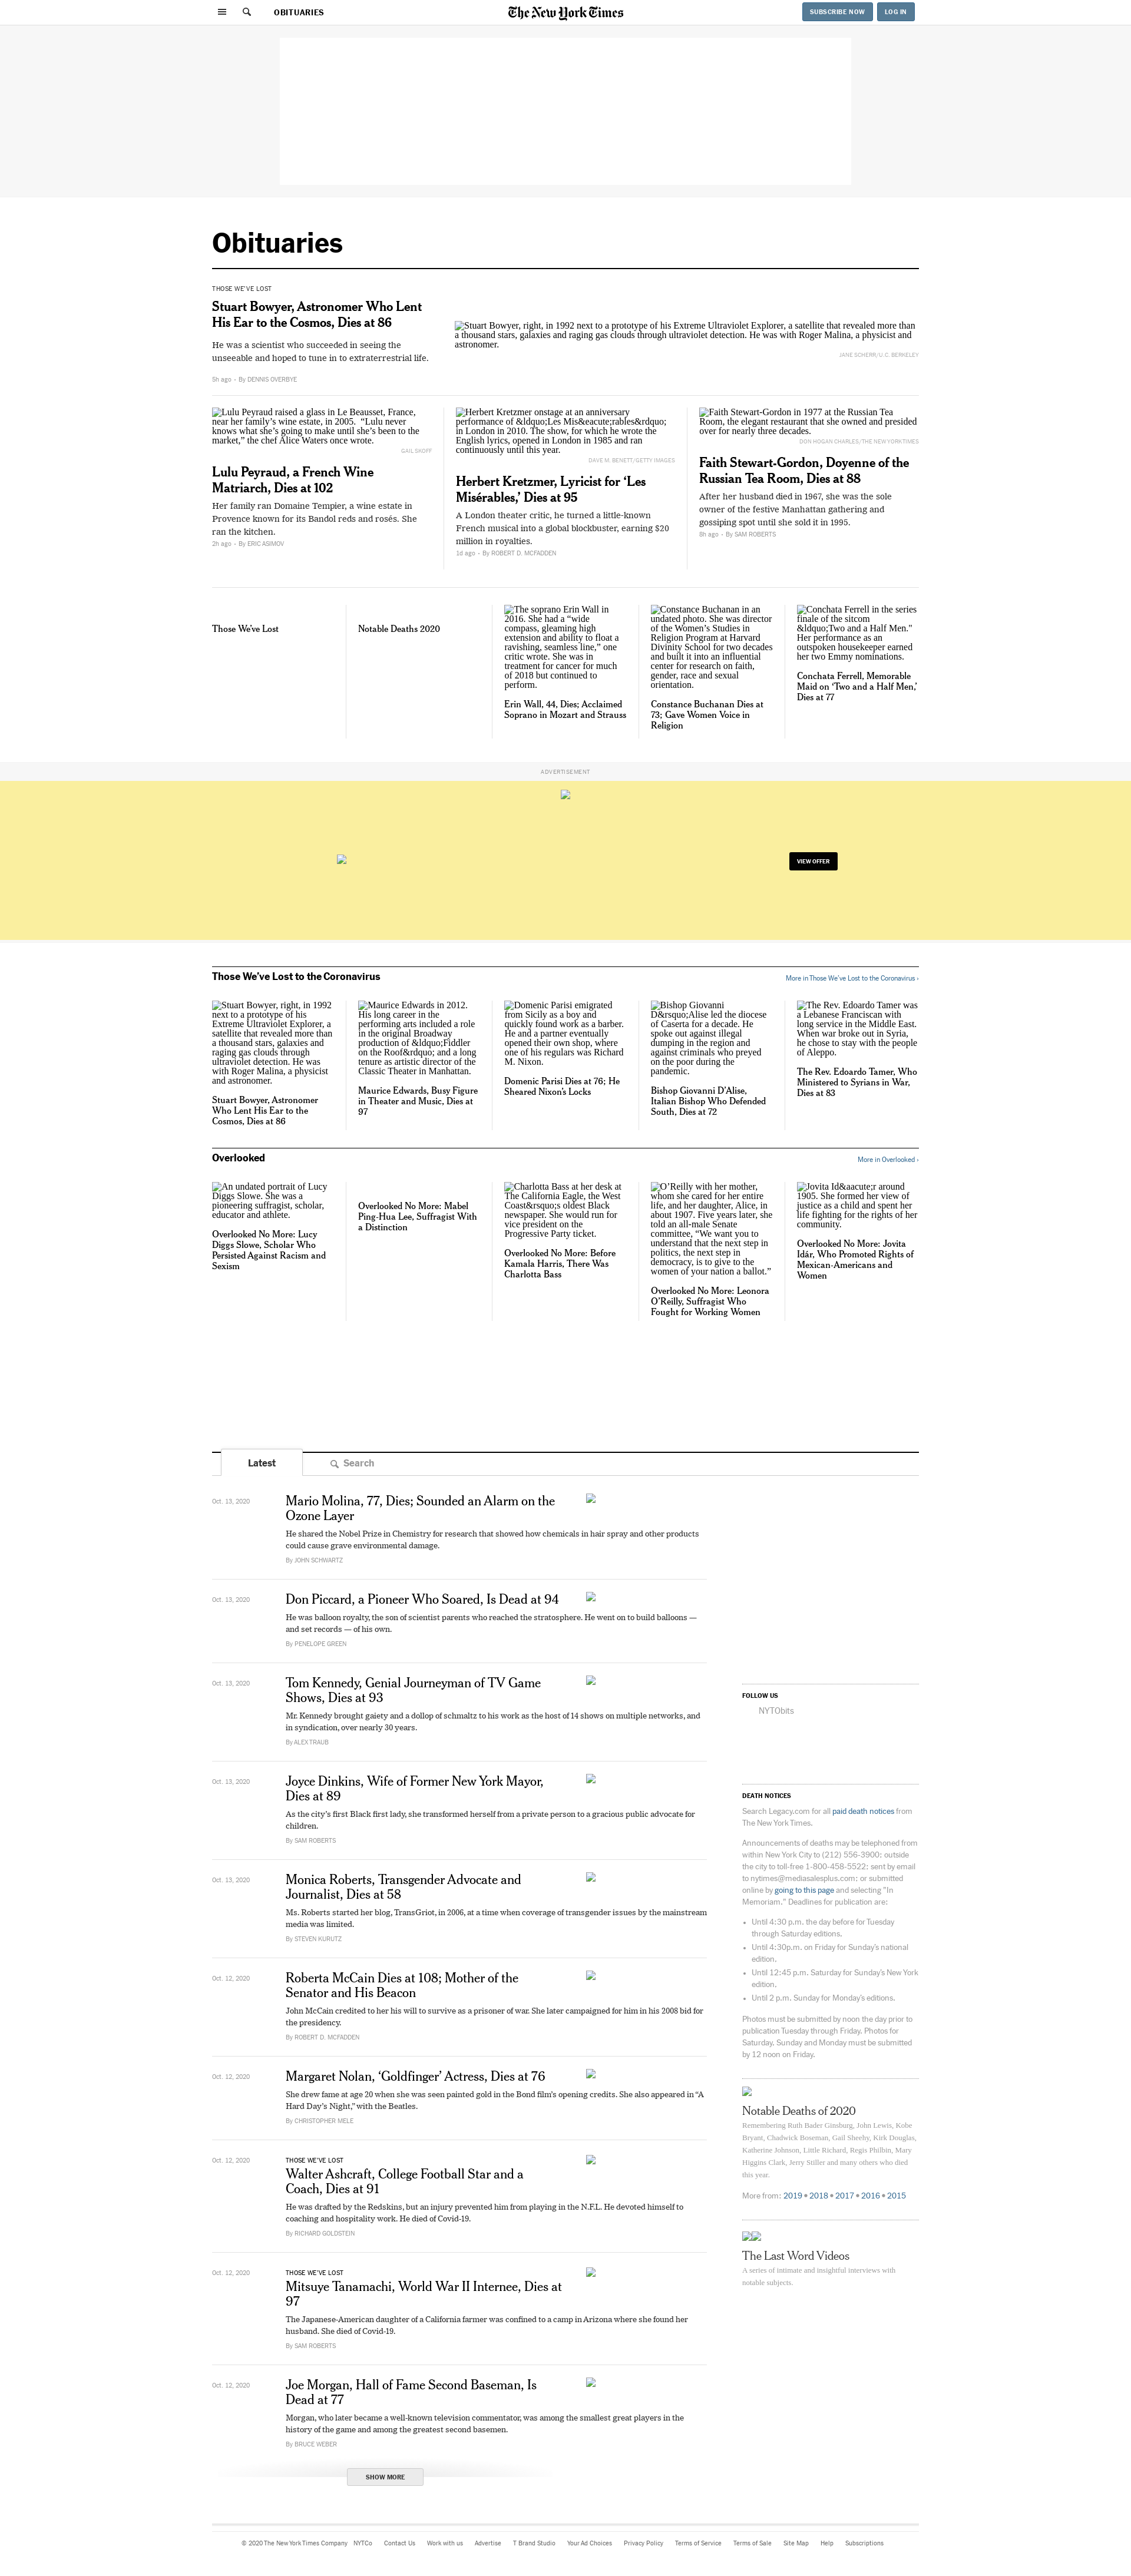 OBITUARIES
The New York Times
SUBSCRIBE NOW
LOG IN
Obituaries
THOSE WE'VE LOST
Stuart Bowyer, Astronomer Who Lent
His Ear to the Cosmos, Dies at 86
He was a scientist who succeeded in seeing the
unseeable and hoped to tune in to extraterrestrial life.
5h ago • By DENNIS OVERBYE
Stuart Bowyer, right, in 1992 next to a prototype of his Extreme Ultraviolet Explorer, a satellite that revealed more than
a thousand stars, galaxies and raging gas clouds through ultraviolet detection. He was with Roger Malina, a physicist and
astronomer.
JANE SCHERR/U.C. BERKELEY
Lulu Peyraud raised a glass in Le Beausset, France,
near her family’s wine estate, in 2005.  “Lulu never
knows what she’s going to make until she’s been to the
market,” the chef Alice Waters once wrote.
GAIL SKOFF
Lulu Peyraud, a French Wine
Matriarch, Dies at 102
Her family ran Domaine Tempier, a wine estate in
Provence known for its Bandol reds and rosés. She
ran the kitchen.
2h ago • By ERIC ASIMOV
Herbert Kretzmer onstage at an anniversary
performance of &ldquo;Les Mis&eacute;rables&rdquo;
in 2010. The show, for which he wrote the
English lyrics, opened in London in 1985 and ran
continuously until this year.
DAVE M. BENETT/GETTY IMAGES
Herbert Kretzmer, Lyricist for ‘Les
Misérables,’ Dies at 95
A London theater critic, he turned a little-known
French musical into a global blockbuster, earning $20
million in royalties.
1d ago • By ROBERT D. McFADDEN
Faith Stewart-Gordon in 1977 at the Russian Tea
Room, the elegant restaurant that she owned and presided
over for nearly three decades.
DON HOGAN CHARLES/THE NEW YORK TIMES
Faith Stewart-Gordon, Doyenne of the
Russian Tea Room, Dies at 88
After her husband died in 1967, she was the sole
owner of the festive Manhattan gathering and
gossiping spot until she sold it in 1995.
8h ago • By SAM ROBERTS
Those We’ve Lost
Notable Deaths 2020
The soprano Erin Wall in
2016. She had a “wide
compass, gleaming high
extension and ability to float a
ravishing, seamless line,” one
critic wrote. She was in
treatment for cancer for much
of 2018 but continued to
perform.
Erin Wall, 44, Dies; Acclaimed
Soprano in Mozart and Strauss
Constance Buchanan in an
undated photo. She was director
of the Women’s Studies in
Religion Program at Harvard
Divinity School for two decades
and built it into an influential
center for research on faith,
gender, race and sexual
orientation.
Constance Buchanan Dies at
73; Gave Women Voice in
Religion
Conchata Ferrell in the series
finale of the sitcom
&ldquo;Two and a Half Men."
Her performance as an
outspoken housekeeper earned
her two Emmy nominations.
Conchata Ferrell, Memorable
Maid on ‘Two and a Half Men,’
Dies at 77
ADVERTISEMENT
VIEW OFFER
Those We’ve Lost to the Coronavirus
More in Those We’ve Lost to the Coronavirus ›
Stuart Bowyer, right, in 1992
next to a prototype of his
Extreme Ultraviolet Explorer, a
satellite that revealed more than
a thousand stars, galaxies and
raging gas clouds through
ultraviolet detection. He was
with Roger Malina, a physicist
and astronomer.
Stuart Bowyer, Astronomer
Who Lent His Ear to the
Cosmos, Dies at 86
Maurice Edwards in 2012.
His long career in the
performing arts included a role
in the original Broadway
production of &ldquo;Fiddler
on the Roof&rdquo; and a long
tenure as artistic director of the
Classic Theater in Manhattan.
Maurice Edwards, Busy Figure
in Theater and Music, Dies at
97
Domenic Parisi emigrated
from Sicily as a boy and
quickly found work as a barber.
He and a partner eventually
opened their own shop, where
one of his regulars was Richard
M. Nixon.
Domenic Parisi Dies at 76; He
Sheared Nixon’s Locks
Bishop Giovanni
D&rsquo;Alise led the diocese
of Caserta for a decade. He
spoke out against illegal
dumping in the region and
against criminals who preyed
on the poor during the
pandemic.
Bishop Giovanni D’Alise,
Italian Bishop Who Defended
South, Dies at 72
The Rev. Edoardo Tamer was
a Lebanese Franciscan with
long service in the Middle East.
When war broke out in Syria,
he chose to stay with the people
of Aleppo.
The Rev. Edoardo Tamer, Who
Ministered to Syrians in War,
Dies at 83
Overlooked
More in Overlooked ›
An undated portrait of Lucy
Diggs Slowe. She was a
pioneering suffragist, scholar,
educator and athlete.
Overlooked No More: Lucy
Diggs Slowe, Scholar Who
Persisted Against Racism and
Sexism
Overlooked No More: Mabel
Ping-Hua Lee, Suffragist With
a Distinction
Charlotta Bass at her desk at
The California Eagle, the West
Coast&rsquo;s oldest Black
newspaper. She would run for
vice president on the
Progressive Party ticket.
Overlooked No More: Before
Kamala Harris, There Was
Charlotta Bass
O’Reilly with her mother,
whom she cared for her entire
life, and her daughter, Alice, in
about 1907. Five years later, she
told an all-male Senate
committee, “We want you to
understand that the next step in
politics, the next step in
democracy, is to give to the
women of your nation a ballot.”
Overlooked No More: Leonora
O’Reilly, Suffragist Who
Fought for Working Women
Jovita Id&aacute;r around
1905. She formed her view of
justice as a child and spent her
life fighting for the rights of her
community.
Overlooked No More: Jovita
Idár, Who Promoted Rights of
Mexican-Americans and
Women
Latest
Search
Oct. 13, 2020
Mario Molina, 77, Dies; Sounded an Alarm on the
Ozone Layer
He shared the Nobel Prize in Chemistry for research that showed how chemicals in hair spray and other products
could cause grave environmental damage.
By JOHN SCHWARTZ
Oct. 13, 2020
Don Piccard, a Pioneer Who Soared, Is Dead at 94
He was balloon royalty, the son of scientist parents who reached the stratosphere. He went on to build balloons —
and set records — of his own.
By PENELOPE GREEN
Oct. 13, 2020
Tom Kennedy, Genial Journeyman of TV Game
Shows, Dies at 93
Mr. Kennedy brought gaiety and a dollop of schmaltz to his work as the host of 14 shows on multiple networks, and
in syndication, over nearly 30 years.
By ALEX TRAUB
Oct. 13, 2020
Joyce Dinkins, Wife of Former New York Mayor,
Dies at 89
As the city’s first Black first lady, she transformed herself from a private person to a gracious public advocate for
children.
By SAM ROBERTS
Oct. 13, 2020
Monica Roberts, Transgender Advocate and
Journalist, Dies at 58
Ms. Roberts started her blog, TransGriot, in 2006, at a time when coverage of transgender issues by the mainstream
media was limited.
By STEVEN KURUTZ
Oct. 12, 2020
Roberta McCain Dies at 108; Mother of the
Senator and His Beacon
John McCain credited to her his will to survive as a prisoner of war. She later campaigned for him in his 2008 bid for
the presidency.
By ROBERT D. McFADDEN
Oct. 12, 2020
Margaret Nolan, ‘Goldfinger’ Actress, Dies at 76
She drew fame at age 20 when she was seen painted gold in the Bond film’s opening credits. She also appeared in “A
Hard Day’s Night,” with the Beatles.
By CHRISTOPHER MELE
Oct. 12, 2020
THOSE WE’VE LOST
Walter Ashcraft, College Football Star and a
Coach, Dies at 91
He was drafted by the Redskins, but an injury prevented him from playing in the N.F.L. He devoted himself to
coaching and hospitality work. He died of Covid-19.
By RICHARD GOLDSTEIN
Oct. 12, 2020
THOSE WE’VE LOST
Mitsuye Tanamachi, World War II Internee, Dies at
97
The Japanese-American daughter of a California farmer was confined to a camp in Arizona where she found her
husband. She died of Covid-19.
By SAM ROBERTS
Oct. 12, 2020
Joe Morgan, Hall of Fame Second Baseman, Is
Dead at 77
Morgan, who later became a well-known television commentator, was among the smallest great players in the
history of the game and among the greatest second basemen.
By BRUCE WEBER
SHOW MORE
FOLLOW US
NYTObits
DEATH NOTICES
Search Legacy.com for all paid death notices from
The New York Times.
Announcements of deaths may be telephoned from
within New York City to (212) 556-3900; outside
the city to toll-free 1-800-458-5522; sent by email
to nytimes@mediasalesplus.com; or submitted
online by going to this page and selecting "In
Memoriam." Deadlines for publication are:
• Until 4:30 p.m. the day before for Tuesday
through Saturday editions.
• Until 4:30p.m. on Friday for Sunday’s national
edition.
• Until 12:45 p.m. Saturday for Sunday’s New York
edition.
• Until 2 p.m. Sunday for Monday’s editions.
Photos must be submitted by noon the day prior to
publication Tuesday through Friday. Photos for
Saturday, Sunday and Monday must be submitted
by 12 noon on Friday.
Notable Deaths of 2020
Remembering Ruth Bader Ginsburg, John Lewis, Kobe
Bryant, Chadwick Boseman, Gail Sheehy, Kirk Douglas,
Katherine Johnson, Little Richard, Regis Philbin, Mary
Higgins Clark, Jerry Stiller and many others who died
this year.
More from: 2019 • 2018 • 2017 • 2016 • 2015
The Last Word Videos
A series of intimate and insightful interviews with
notable subjects.
© 2020 The New York Times Company NYTCo Contact Us Work with us Advertise T Brand Studio Your Ad Choices Privacy Policy Terms of Service Terms of Sale Site Map Help Subscriptions